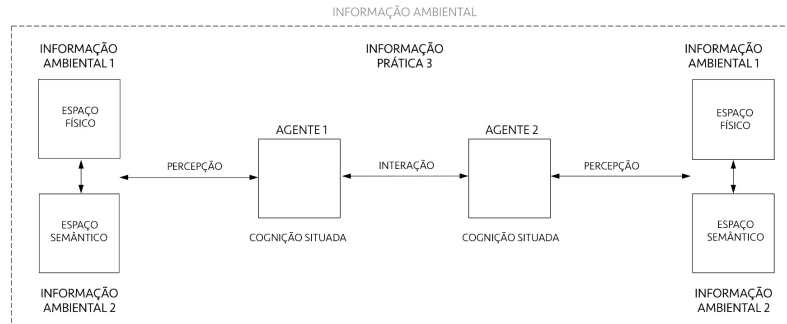 INFORMAÇÃO AMBIENTAL
INFORMAÇÃO
AMBIENTAL 1
INFORMAÇÃO
PRÁTICA 3
INFORMAÇÃO
AMBIENTAL 1
ESPAÇO
FÍSICO
AGENTE 1
AGENTE 2
ESPAÇO
FÍSICO
PERCEPÇÃO
INTERAÇÃO
PERCEPÇÃO
ESPAÇO
SEMÂNTICO
COGNIÇÃO SITUADA
COGNIÇÃO SITUADA
ESPAÇO
SEMÂNTICO
INFORMAÇÃO
AMBIENTAL 2
INFORMAÇÃO
AMBIENTAL 2